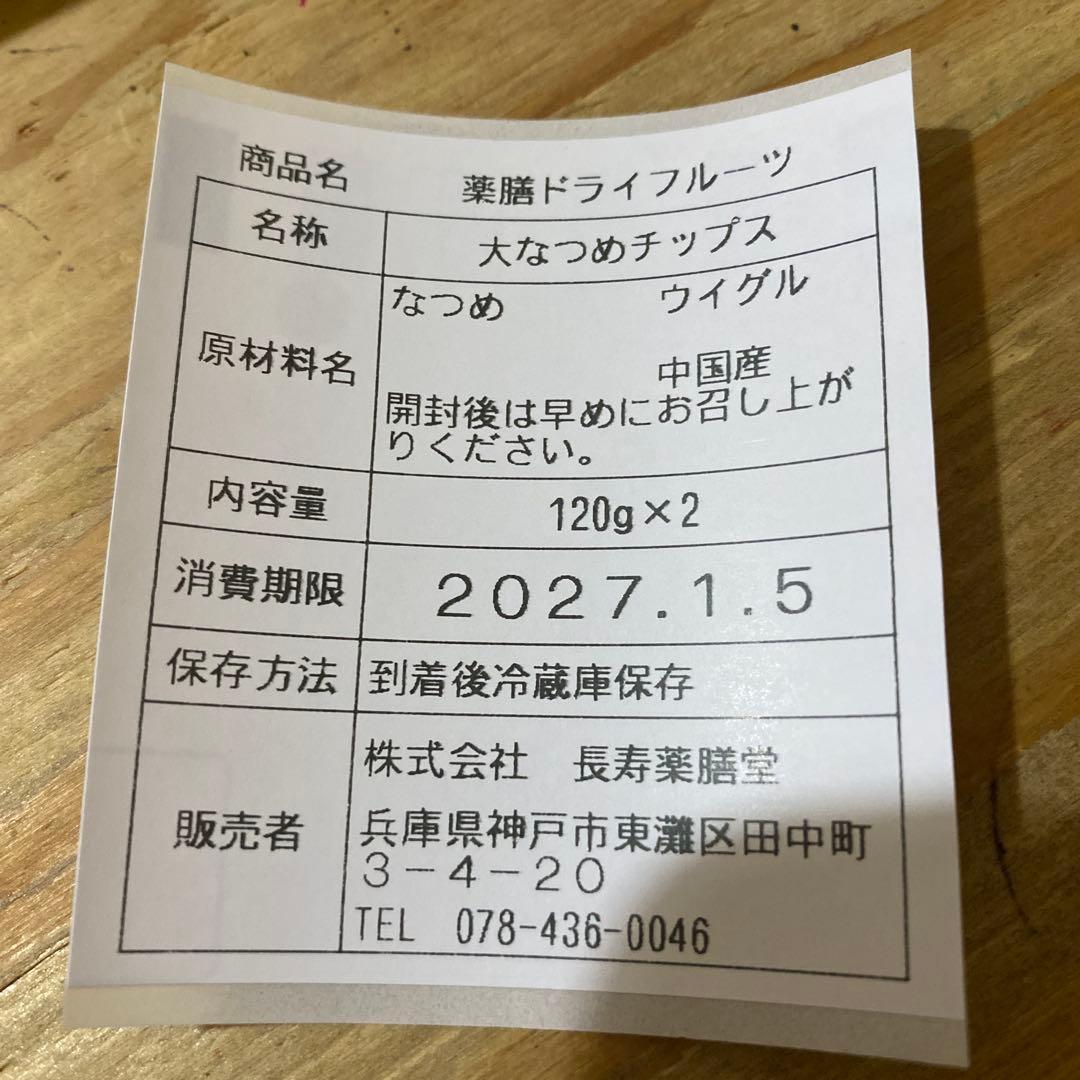 商品名 薬膳ドライフルーツ
名称 大なつめチップス
原材料名 なつめ ウイグル
中国産
開封後は早めにお召し上が
りください。
内容量 120g×2
消費期限 2027.1.5
保存方法 到着後冷蔵庫保存
販売者 株式会社 長寿薬膳堂
兵庫県神戸市東灘区田中町
3-4-20
TEL 078-436-0046